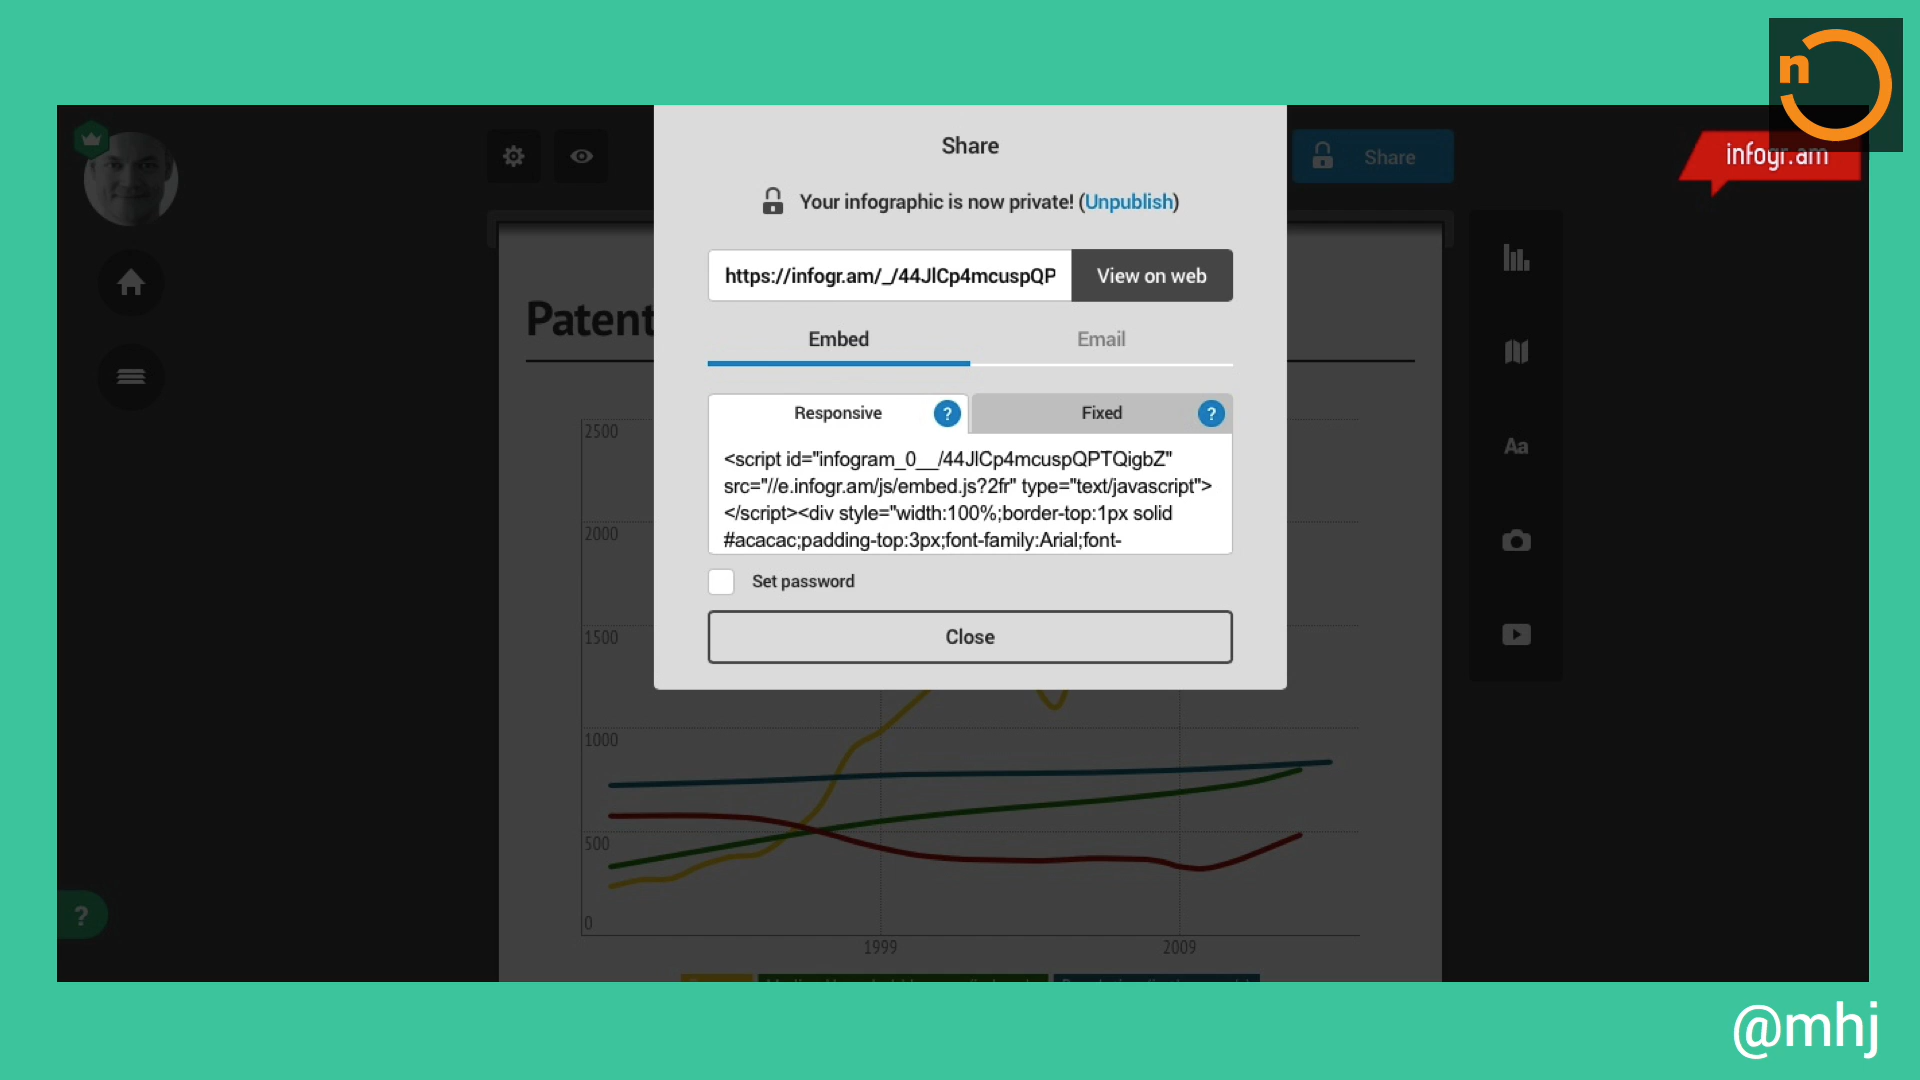 n
infogr.am
Share
Share
Your infographic is now private! (Unpublish)
https://infogr.am/_/44JlCp4mcuspQP
View on web
Patent
Embed
Email
Responsive ?
Fixed ?
<script id="infogram_0__/44JlCp4mcuspQPTQigbZ"
src="//e.infogr.am/js/embed.js?2fr" type="text/javascript">
</script><div style="width:100%;border-top:1px solid
#acacac;padding-top:3px;font-family:Arial;font-
Set password
Close
Aa
2500
2000
1500
1000
500
0
1999
2009
?
@mhj